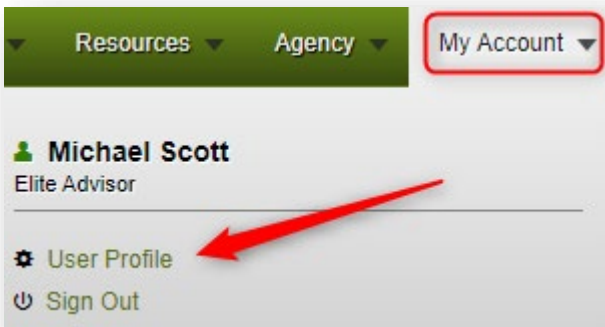 Resources Agency My Account
Michael Scott
Elite Advisor
User Profile
Sign Out